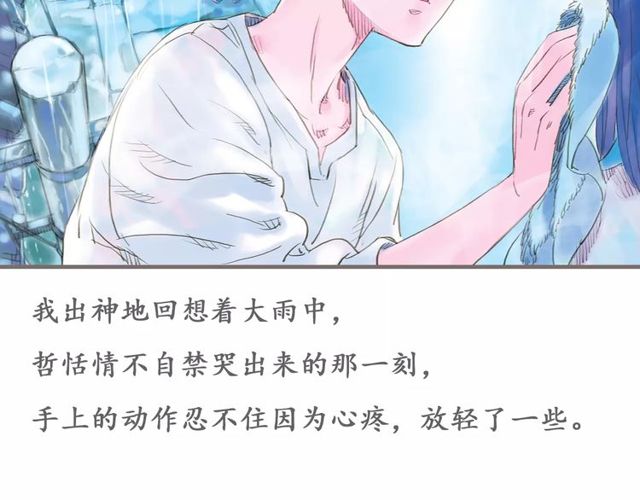 我出神地回想着大雨中，
哲恬情不自禁哭出来的那一刻，
手上的动作忍不住因为心疼，放轻了一些。